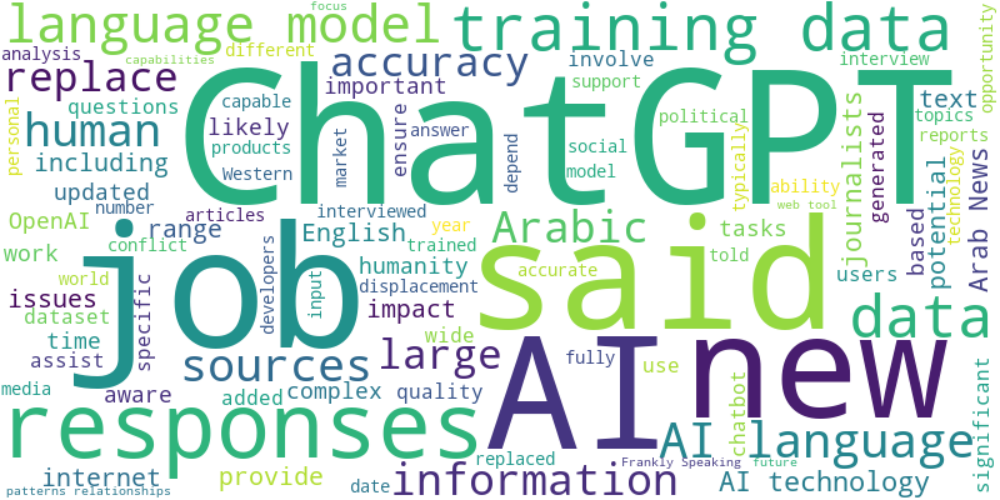 language model
focus
training data
analysis
capabilities
different
replace
accuracy
involve
interview
opportunity
important
support
personal
questions
capable
ChatGPT
text
human
likely
ensure
answer
political
topics
products
market
depend
social
typically
journalists
generated
reports
including
Western
model
ability
technology
updated
number
articles
interviewed
web tool
OpenAI
range
English
year
Arabic
tasks
based
potential
Arab News
work
conflict
trained
said
told
job
developers
input
humanity
accurate
users
world
displacement
issues
specific
impact
data
dataset
wide
time
new
assist
sources
large
AI
fully
use
media
aware
added
complex
quality
chatbot
significant
responses
AI language
internet
provide
replaced
Frankly Speaking
future
patterns relationships
date
information
AI technology